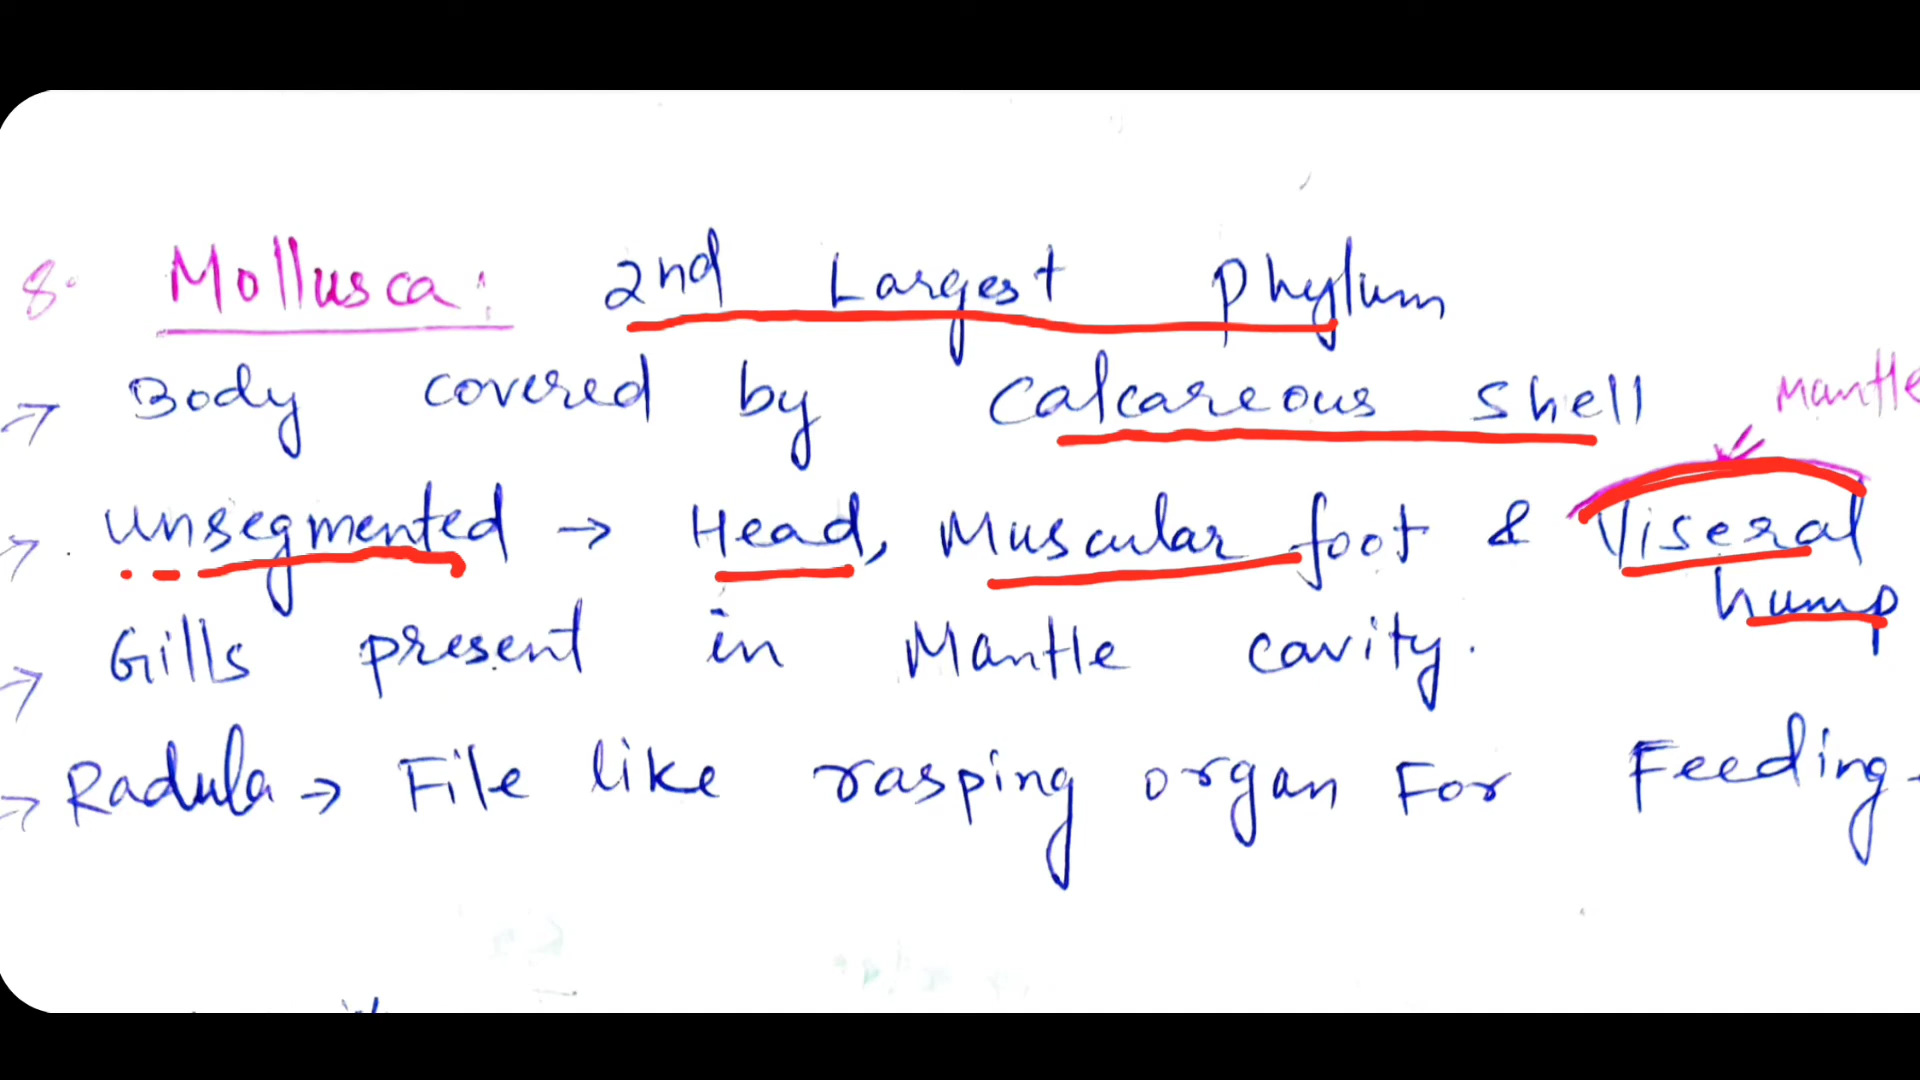 8. Mollusca: 2nd Largest Phylum
→ Body covered by Calcareous shell
Mantle
→ Unsegmented → Head, Muscular foot & Viseral
hump
→ Gills present in Mantle cavity.
→ Radula → File like rasping organ For Feeding.